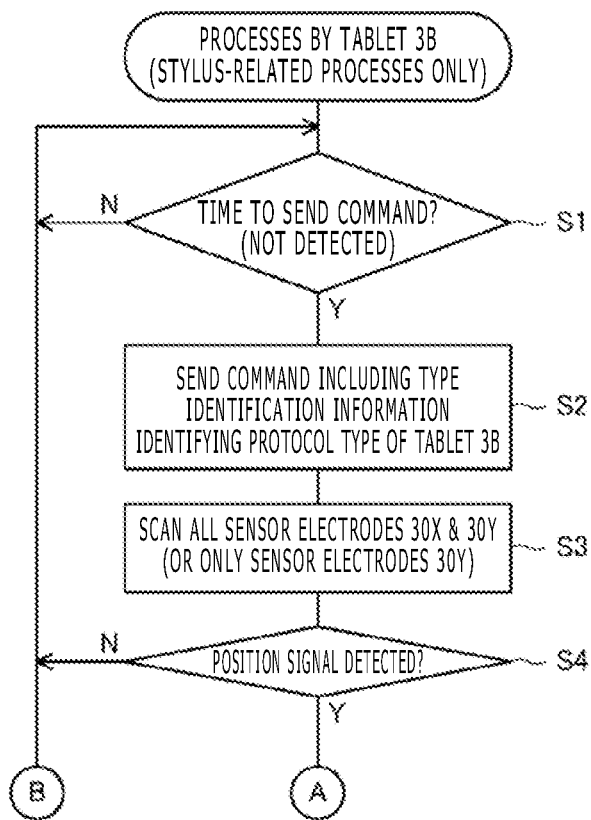 PROCESSES BY TABLET 3B
(STYLUS-RELATED PROCESSES ONLY)
N
TIME TO SEND COMMAND?
(NOT DETECTED)
S1
Y
SEND COMMAND INCLUDING TYPE
IDENTIFICATION INFORMATION
IDENTIFYING PROTOCOL TYPE OF TABLET 3B
S2
SCAN ALL SENSOR ELECTRODES 30X & 30Y
(OR ONLY SENSOR ELECTRODES 30Y)
S3
N
POSITION SIGNAL DETECTED?
S4
Y
B
A